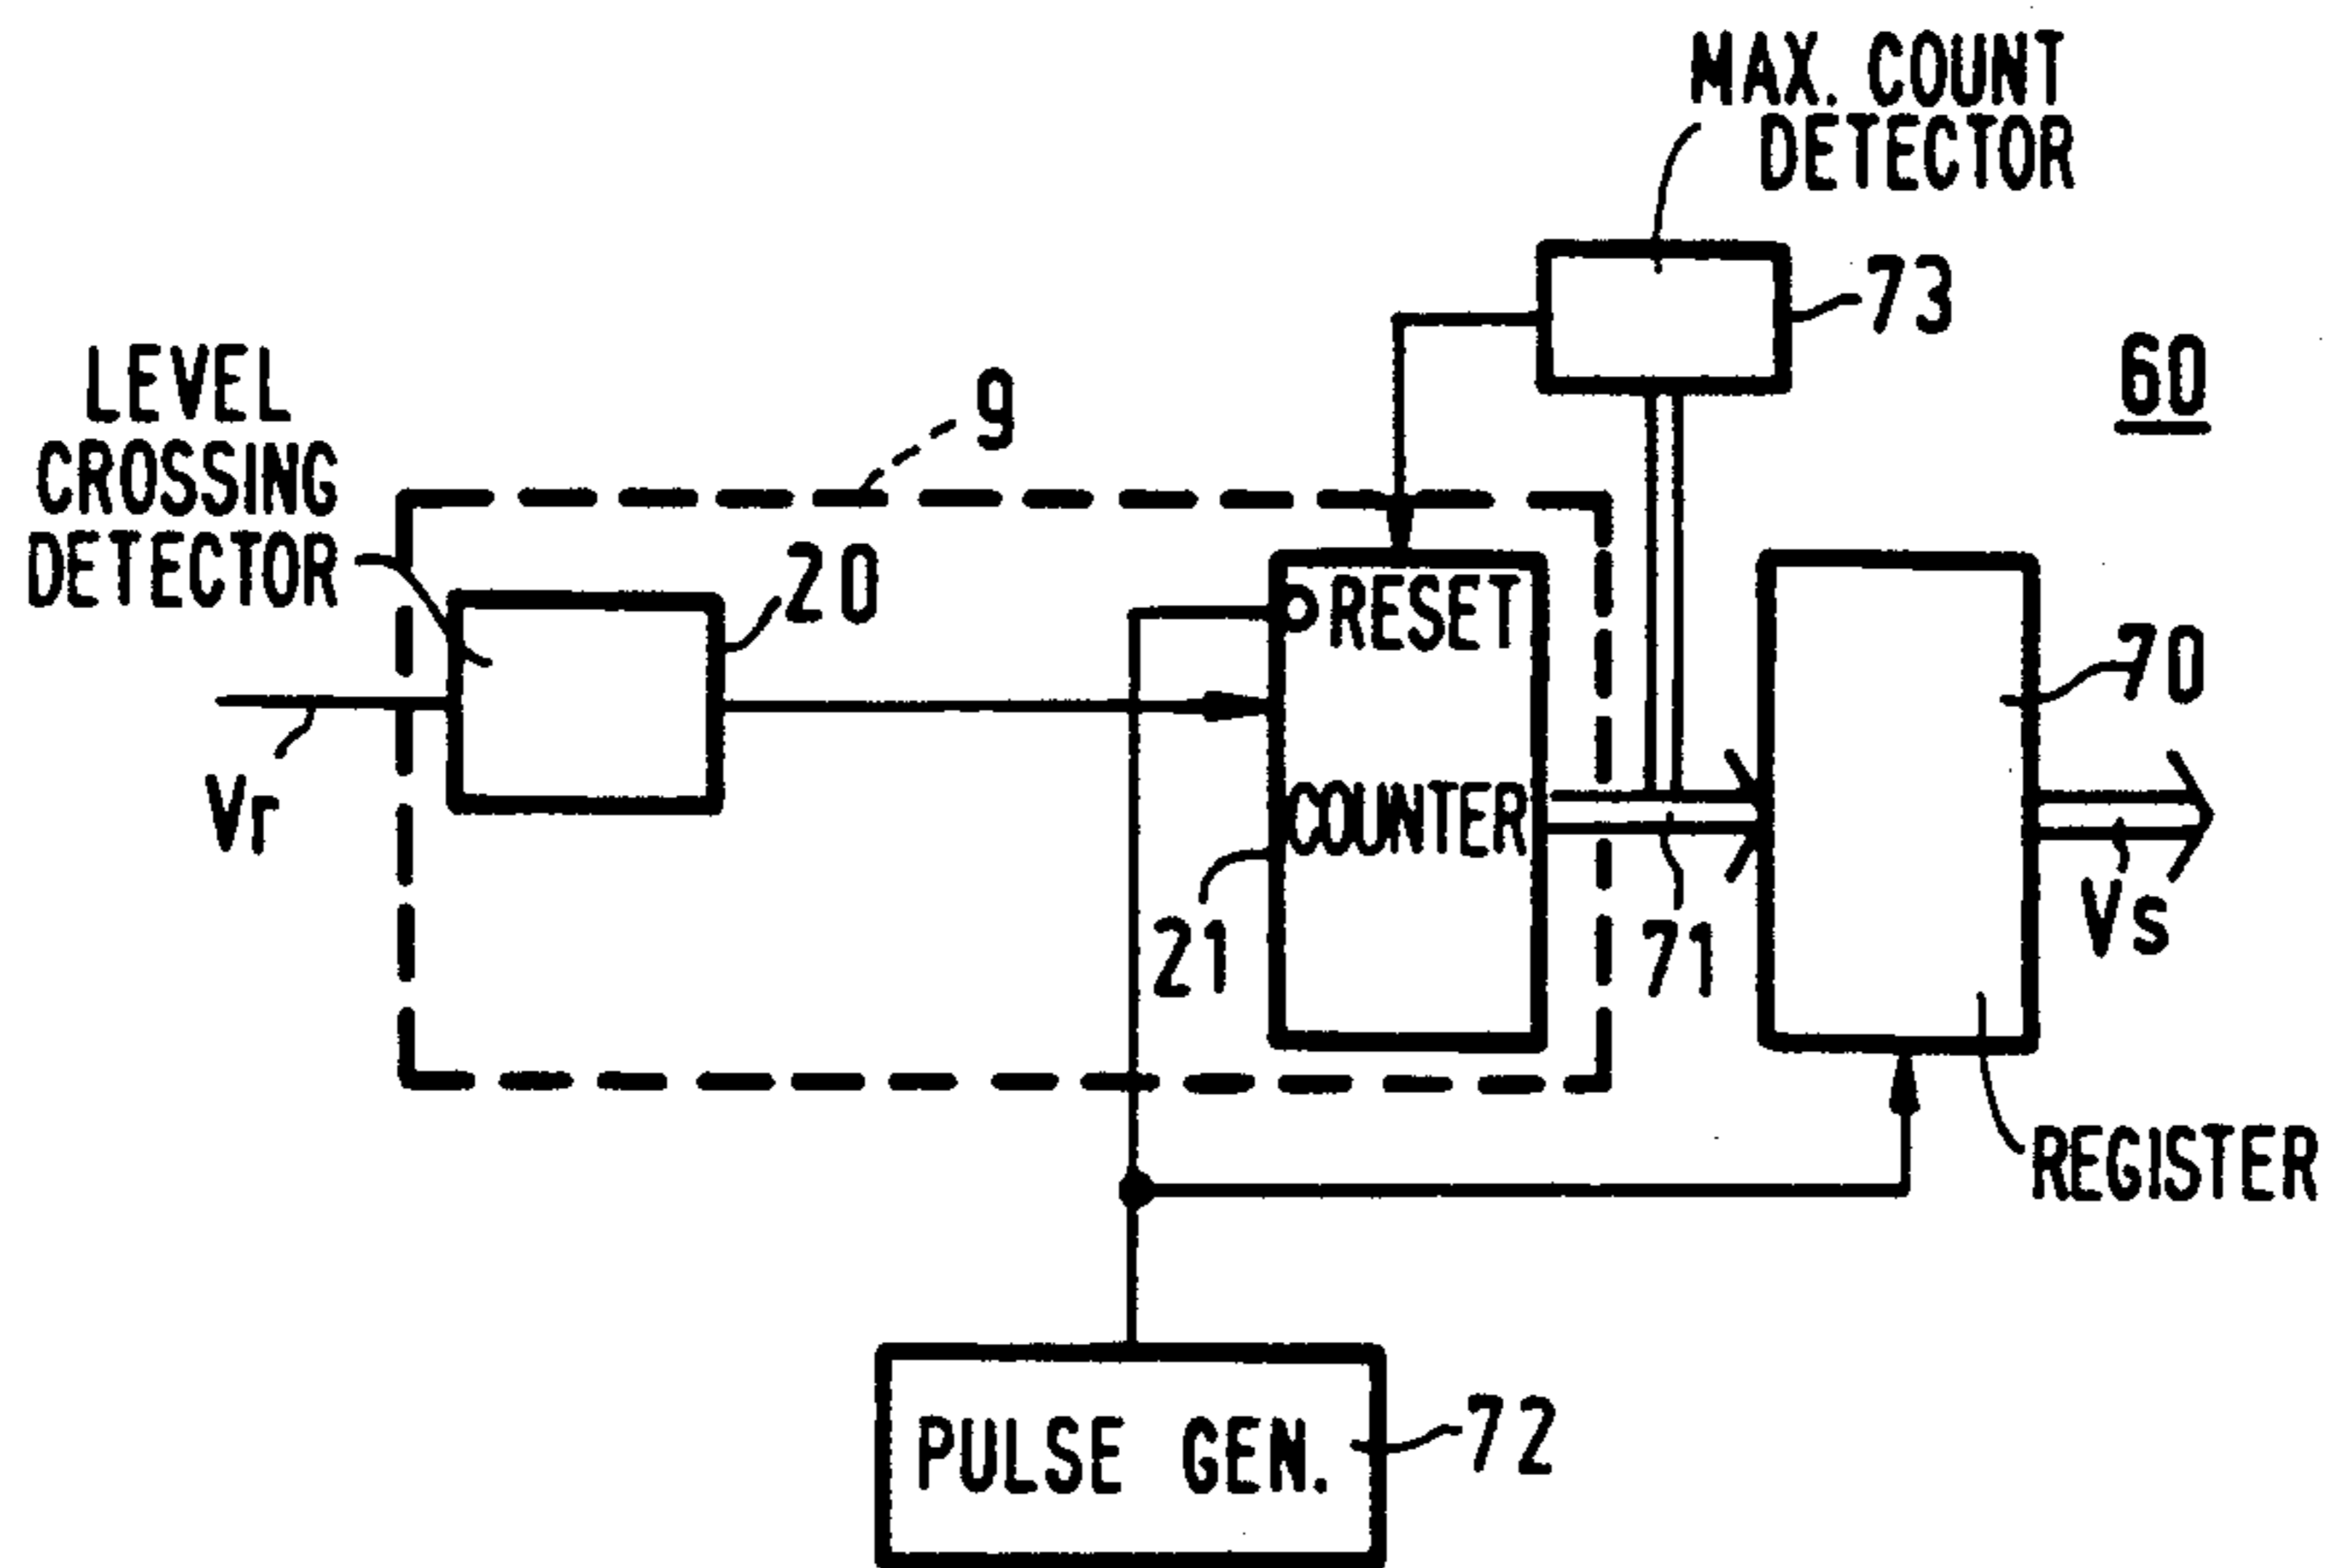 MAX. COUNT
DETECTOR
73
60
LEVEL
CROSSING
DETECTOR
9
20
RESET
70
Vr
COUNTER
21
71
Vs
REGISTER
PULSE GEN.
72